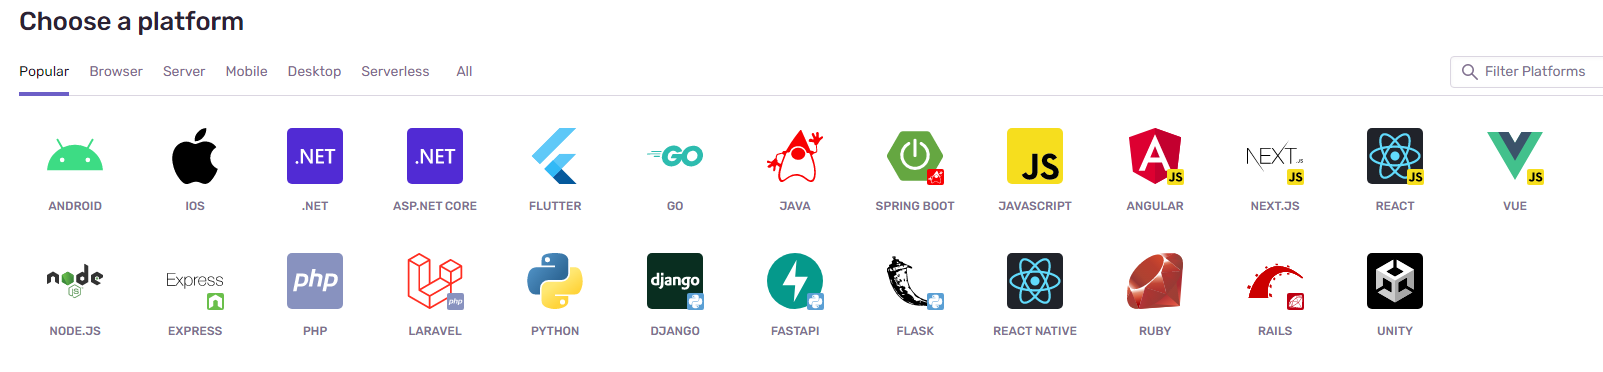 Choose a platform
Popular Browser Server Mobile Desktop Serverless All Filter Platforms
.NET .NET GO JS JS NEXT.JS JS JS JS
ANDROID IOS .NET ASP.NET CORE FLUTTER GO JAVA SPRING BOOT JAVASCRIPT ANGULAR NEXT.JS REACT VUE
node JS Express php php django
NODE.JS EXPRESS PHP LARAVEL PYTHON DJANGO FASTAPI FLASK REACT NATIVE RUBY RAILS UNITY